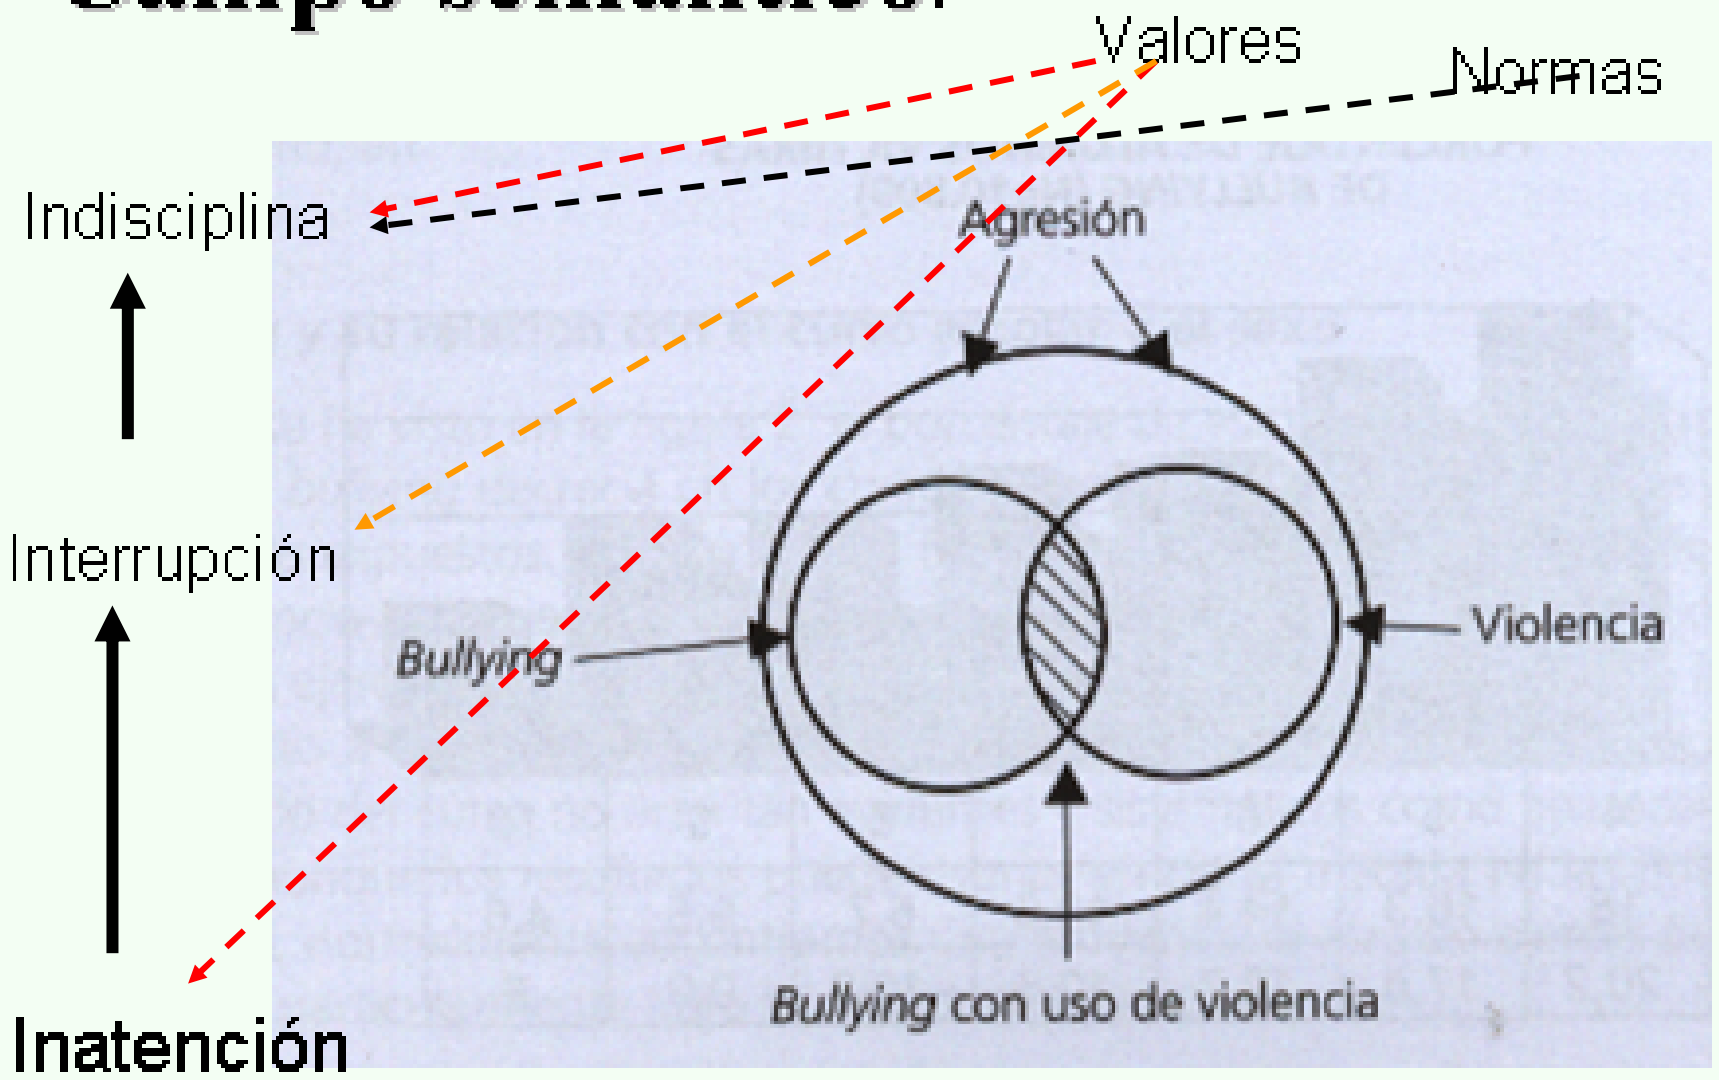 Valores
Normas
Indisciplina
Agresión
Interrupción
Bullying
Violencia
Bullying con uso de violencia
Inatención